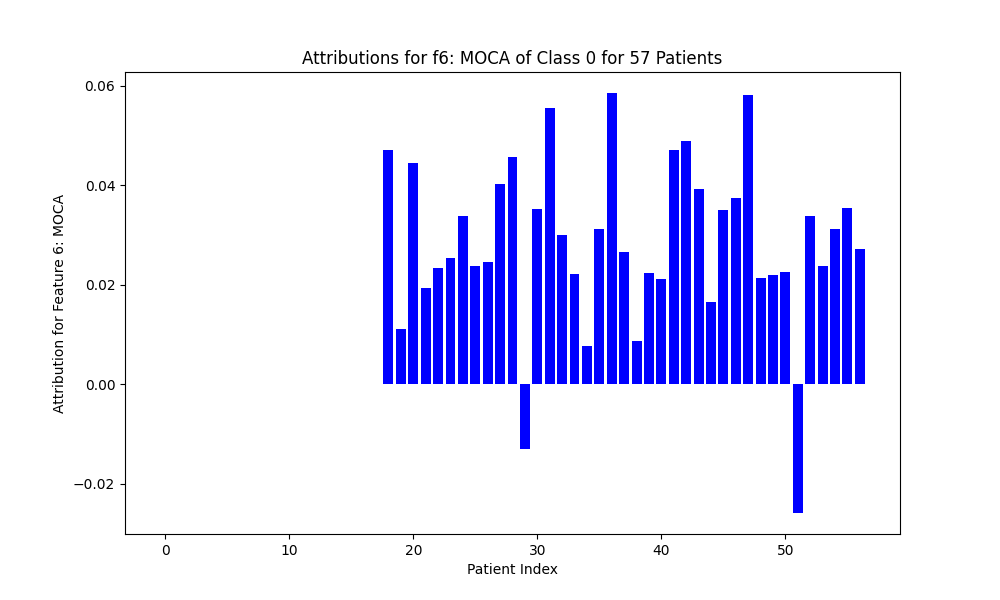 Attributions for f6: MOCA of Class 0 for 57 Patients
Attribution for Feature 6: MOCA
0.06
0.04
0.02
0.00
−0.02
0 10 20 30 40 50
Patient Index